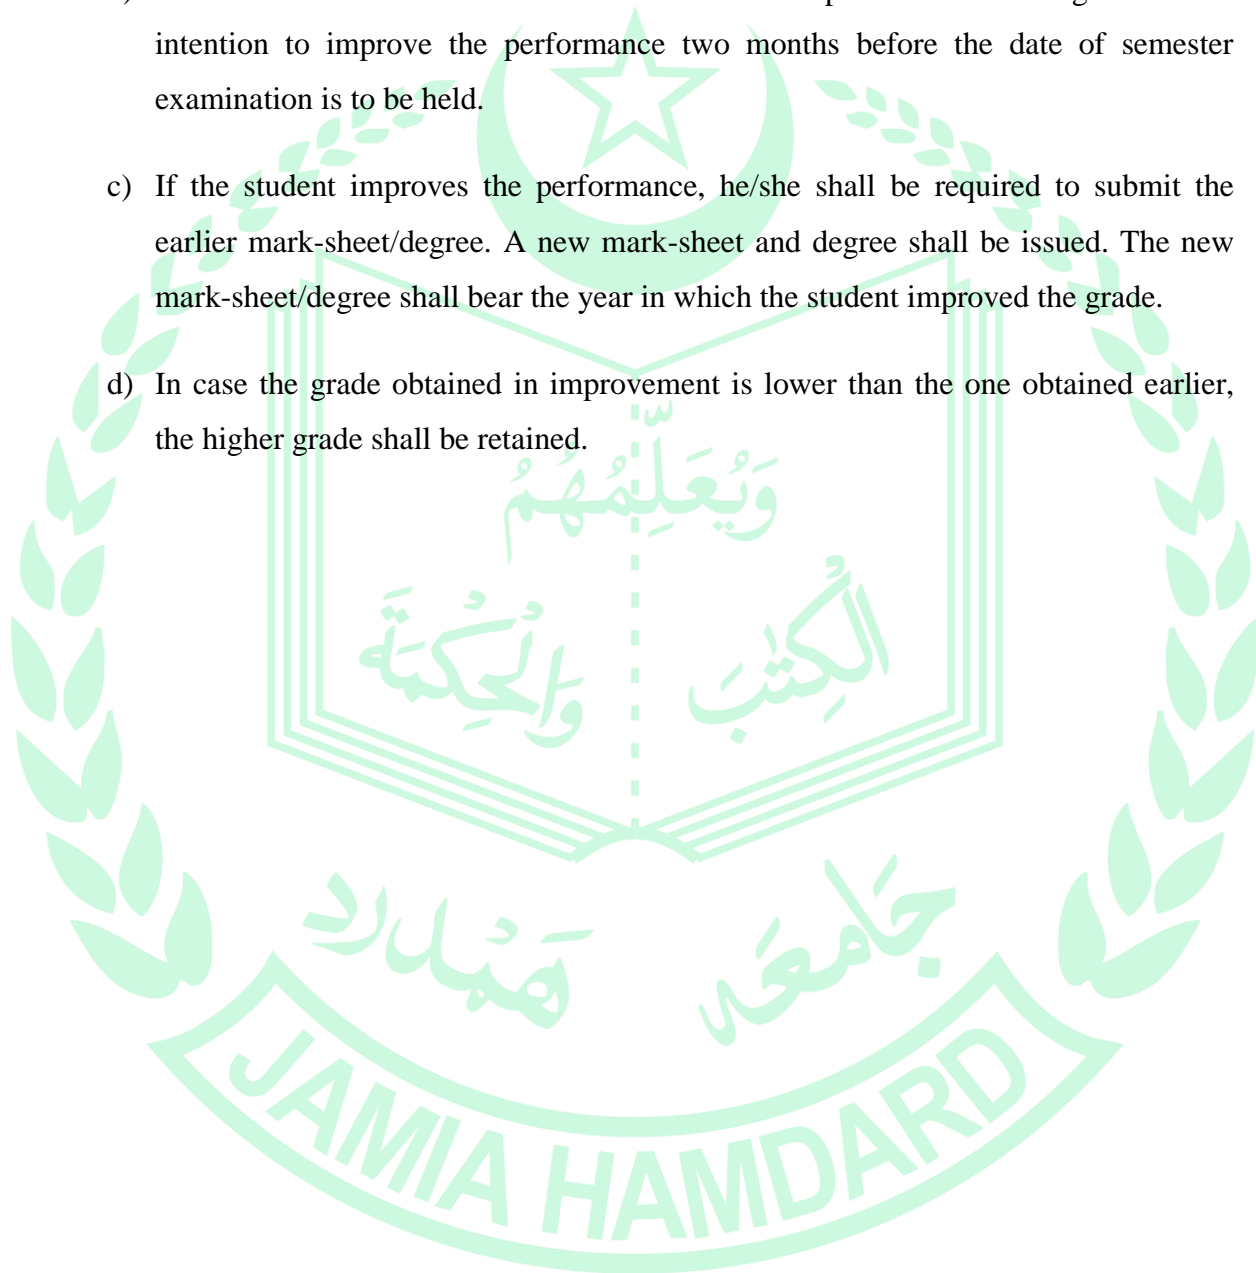 intention to improve the performance two months before the date of semester
examination is to be held.
c) If the student improves the performance, he/she shall be required to submit the
earlier mark-sheet/degree. A new mark-sheet and degree shall be issued. The new
mark-sheet/degree shall bear the year in which the student improved the grade.
d) In case the grade obtained in improvement is lower than the one obtained earlier,
the higher grade shall be retained.
وَيُعَلِّمُهُمُ
الْكِتٰبَ وَالْحِكْمَةَ
جَامعَہ هَمْدرد
JAMIA HAMDARD